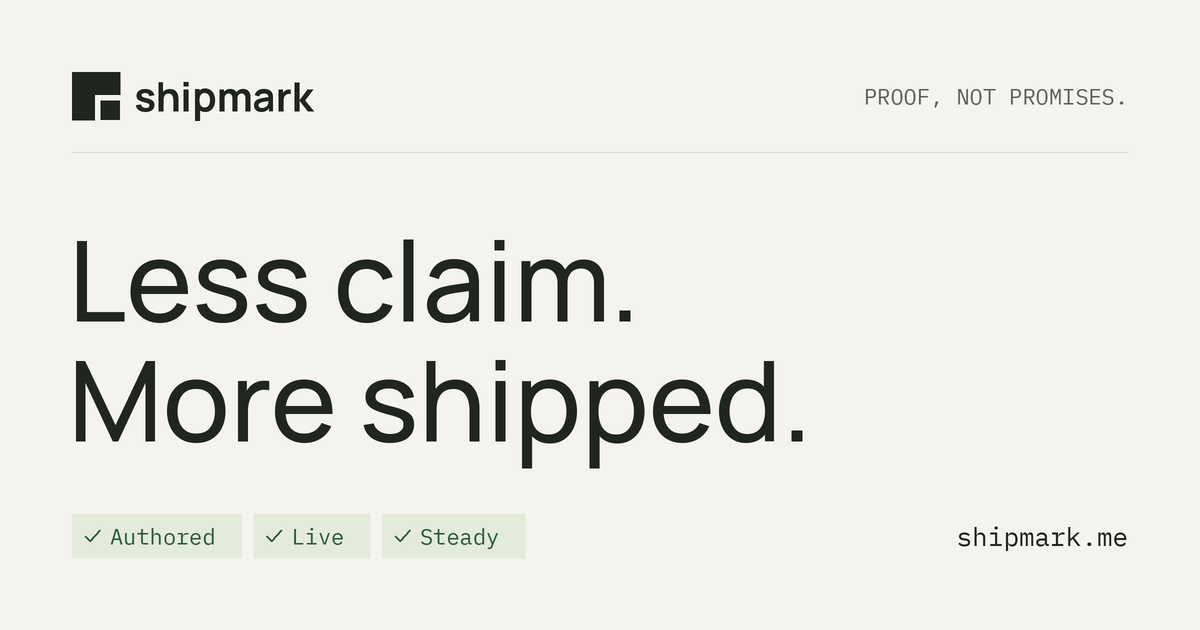 shipmark
PROOF, NOT PROMISES.
Less claim.
More shipped.
✓ Authored
✓ Live
✓ Steady
shipmark.me